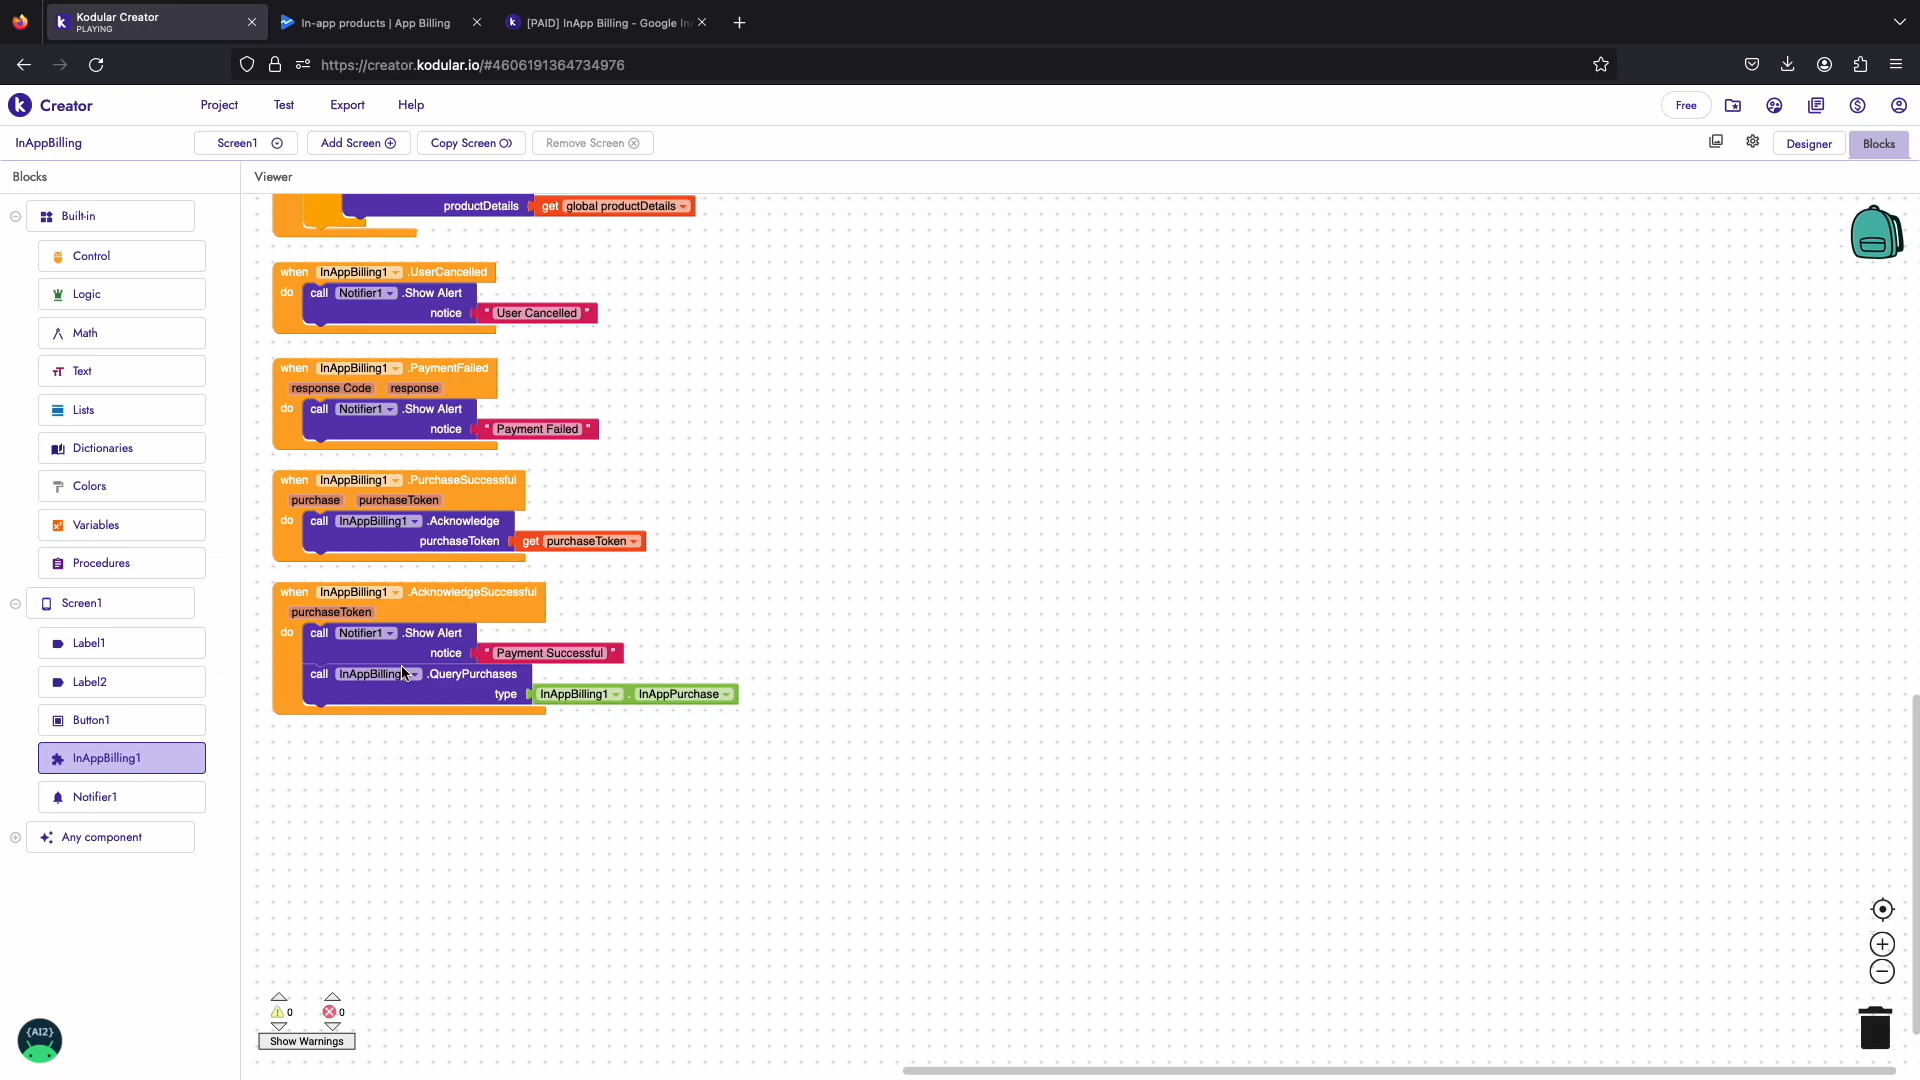 Kodular Creator
PLAYING
In-app products | App Billing
[PAID] InApp Billing - Google In
https://creator.kodular.io/#4606191364734976
Creator
Project
Test
Export
Help
Free
InAppBilling
Screen1
Add Screen
Copy Screen
Remove Screen
Designer
Blocks
Blocks
Viewer
Built-in
Control
Logic
Math
Text
Lists
Dictionaries
Colors
Variables
Procedures
Screen1
Label1
Label2
Button1
InAppBilling1
Notifier1
Any component
{AI2}
productDetails get global productDetails
when InAppBilling1 .UserCancelled
do call Notifier1 .Show Alert
notice " User Cancelled "
when InAppBilling1 .PaymentFailed
response Code response
do call Notifier1 .Show Alert
notice " Payment Failed "
when InAppBilling1 .PurchaseSuccessful
purchase purchaseToken
do call InAppBilling1 .Acknowledge
purchaseToken get purchaseToken
when InAppBilling1 .AcknowledgeSuccessful
purchaseToken
do call Notifier1 .Show Alert
notice " Payment Successful "
call InAppBilling .QueryPurchases
type InAppBilling1 . InAppPurchase
0 0
Show Warnings